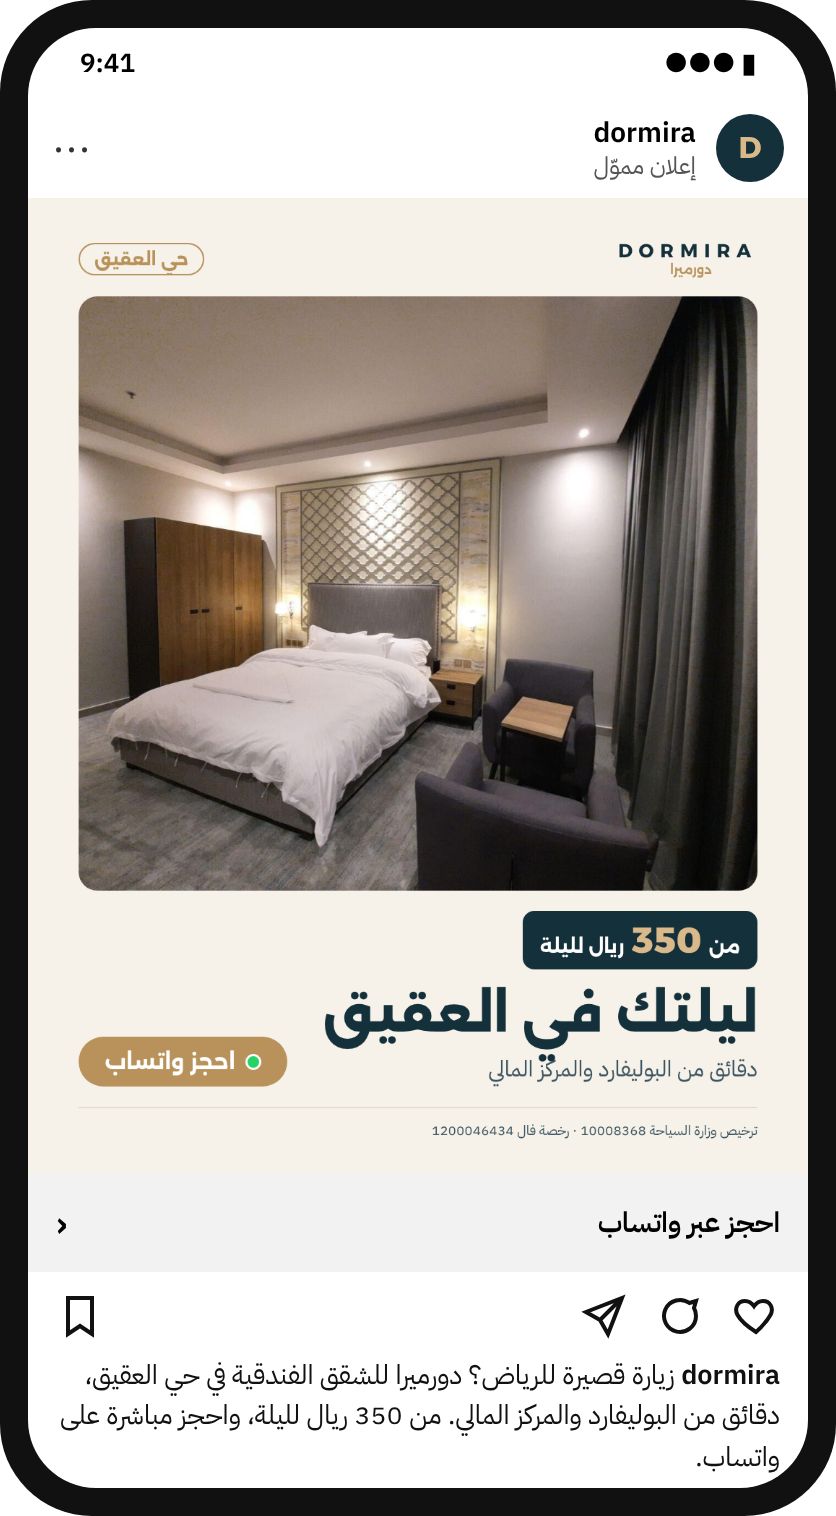 9:41
dormira
إعلان مموّل
D
DORMIRA
دورميرا
حي العقيق
من 350 ريال لليلة
ليلتك في العقيق
دقائق من البوليفارد والمركز المالي
احجز واتساب
ترخيص وزارة السياحة 10008368 · رخصة فال 1200046434
احجز عبر واتساب
dormira زيارة قصيرة للرياض؟ دورميرا للشقق الفندقية في حي العقيق،
دقائق من البوليفارد والمركز المالي. من 350 ريال لليلة، واحجز مباشرة على
واتساب.